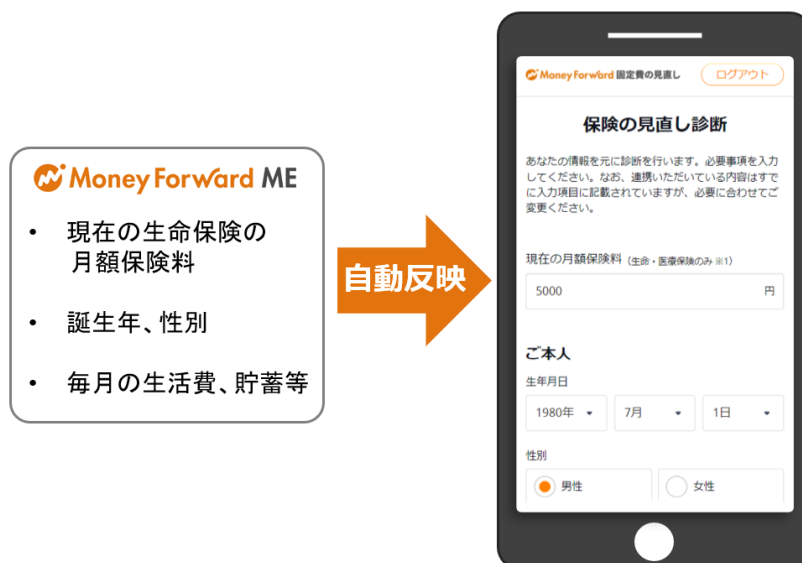 Money Forward ME
• 現在の生命保険の
月額保険料
• 誕生年、性別
• 毎月の生活費、貯蓄等
自動反映
Money Forward 固定費の見直し
ログアウト
保険の見直し診断
あなたの情報を元に診断を行います。必要事項を入力
してください。なお、連携いただいている内容はすで
に入力項目に記載されていますが、必要に合わせてご
変更ください。
現在の月額保険料 (生命・医療保険のみ ※1)
5000 円
ご本人
生年月日
1980年 7月 1日
性別
男性 女性